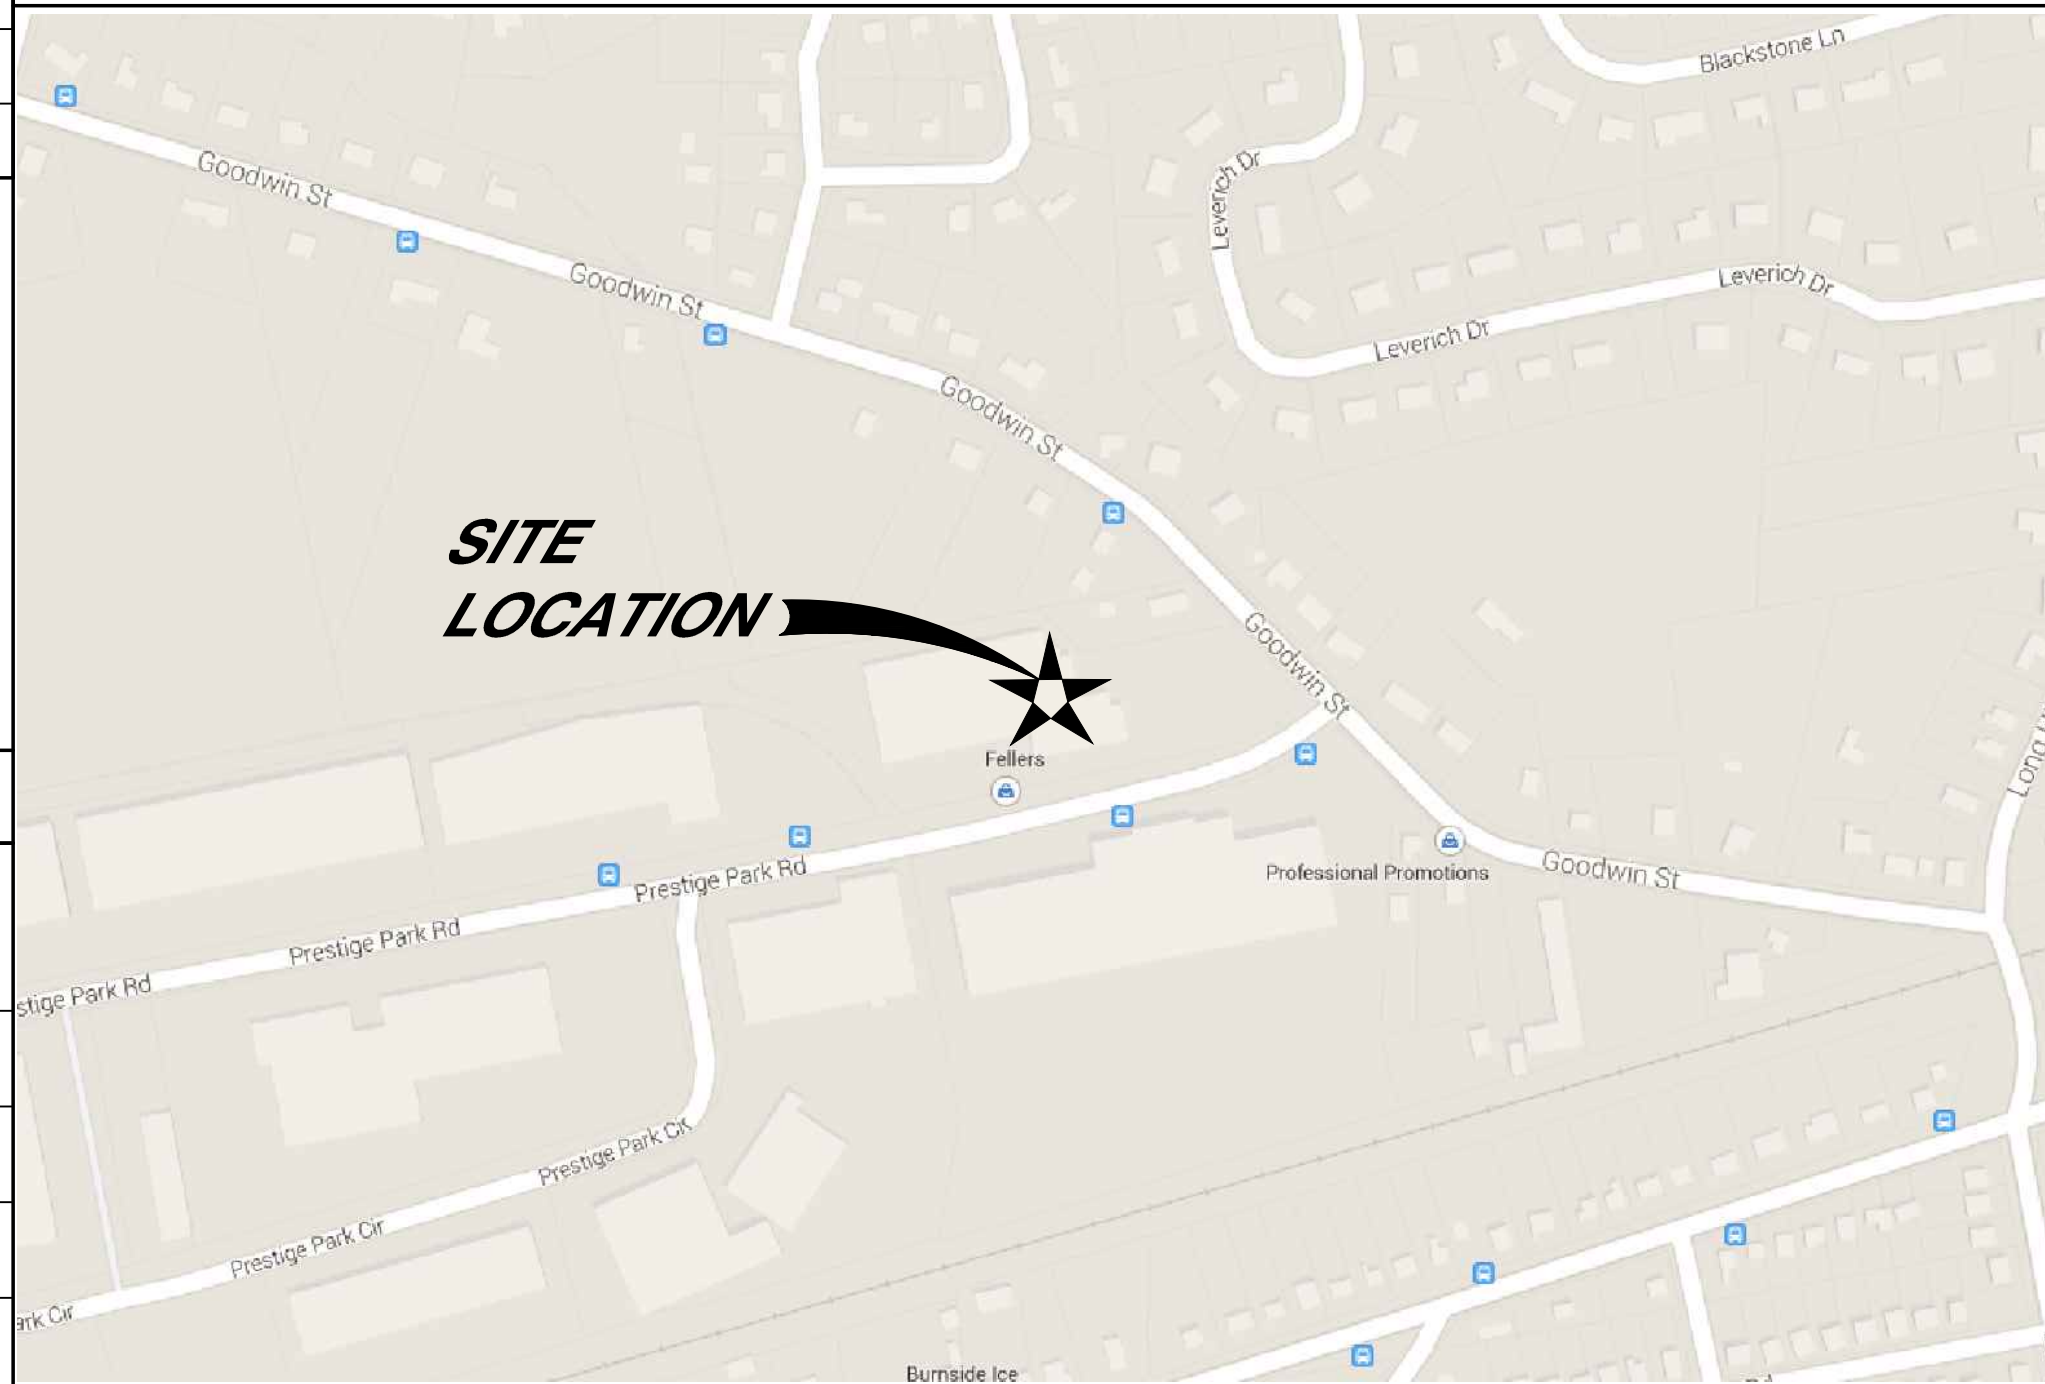 Blackstone Ln
Goodwin St
Leverich Dr
Goodwin St
Leverich Dr
Leverich Dr
Goodwin St
SITE
LOCATION
Goodwin St
Fellers
Long
Professional Promotions
Goodwin St
Prestige Park Rd
Prestige Park Rd
stige Park Rd
Prestige Park Cir
Prestige Park Cir
ark Cir
Burnside Ice